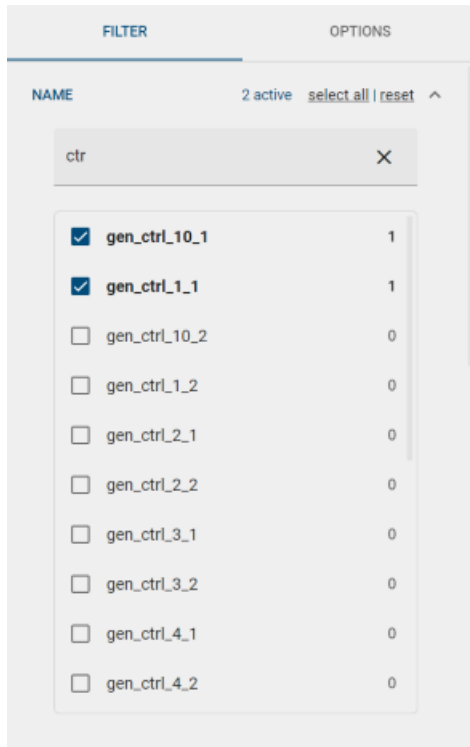 FILTER OPTIONS
NAME 2 active select all | reset
ctr
gen_ctrl_10_1 1
gen_ctrl_1_1 1
gen_ctrl_10_2 0
gen_ctrl_1_2 0
gen_ctrl_2_1 0
gen_ctrl_2_2 0
gen_ctrl_3_1 0
gen_ctrl_3_2 0
gen_ctrl_4_1 0
gen_ctrl_4_2 0